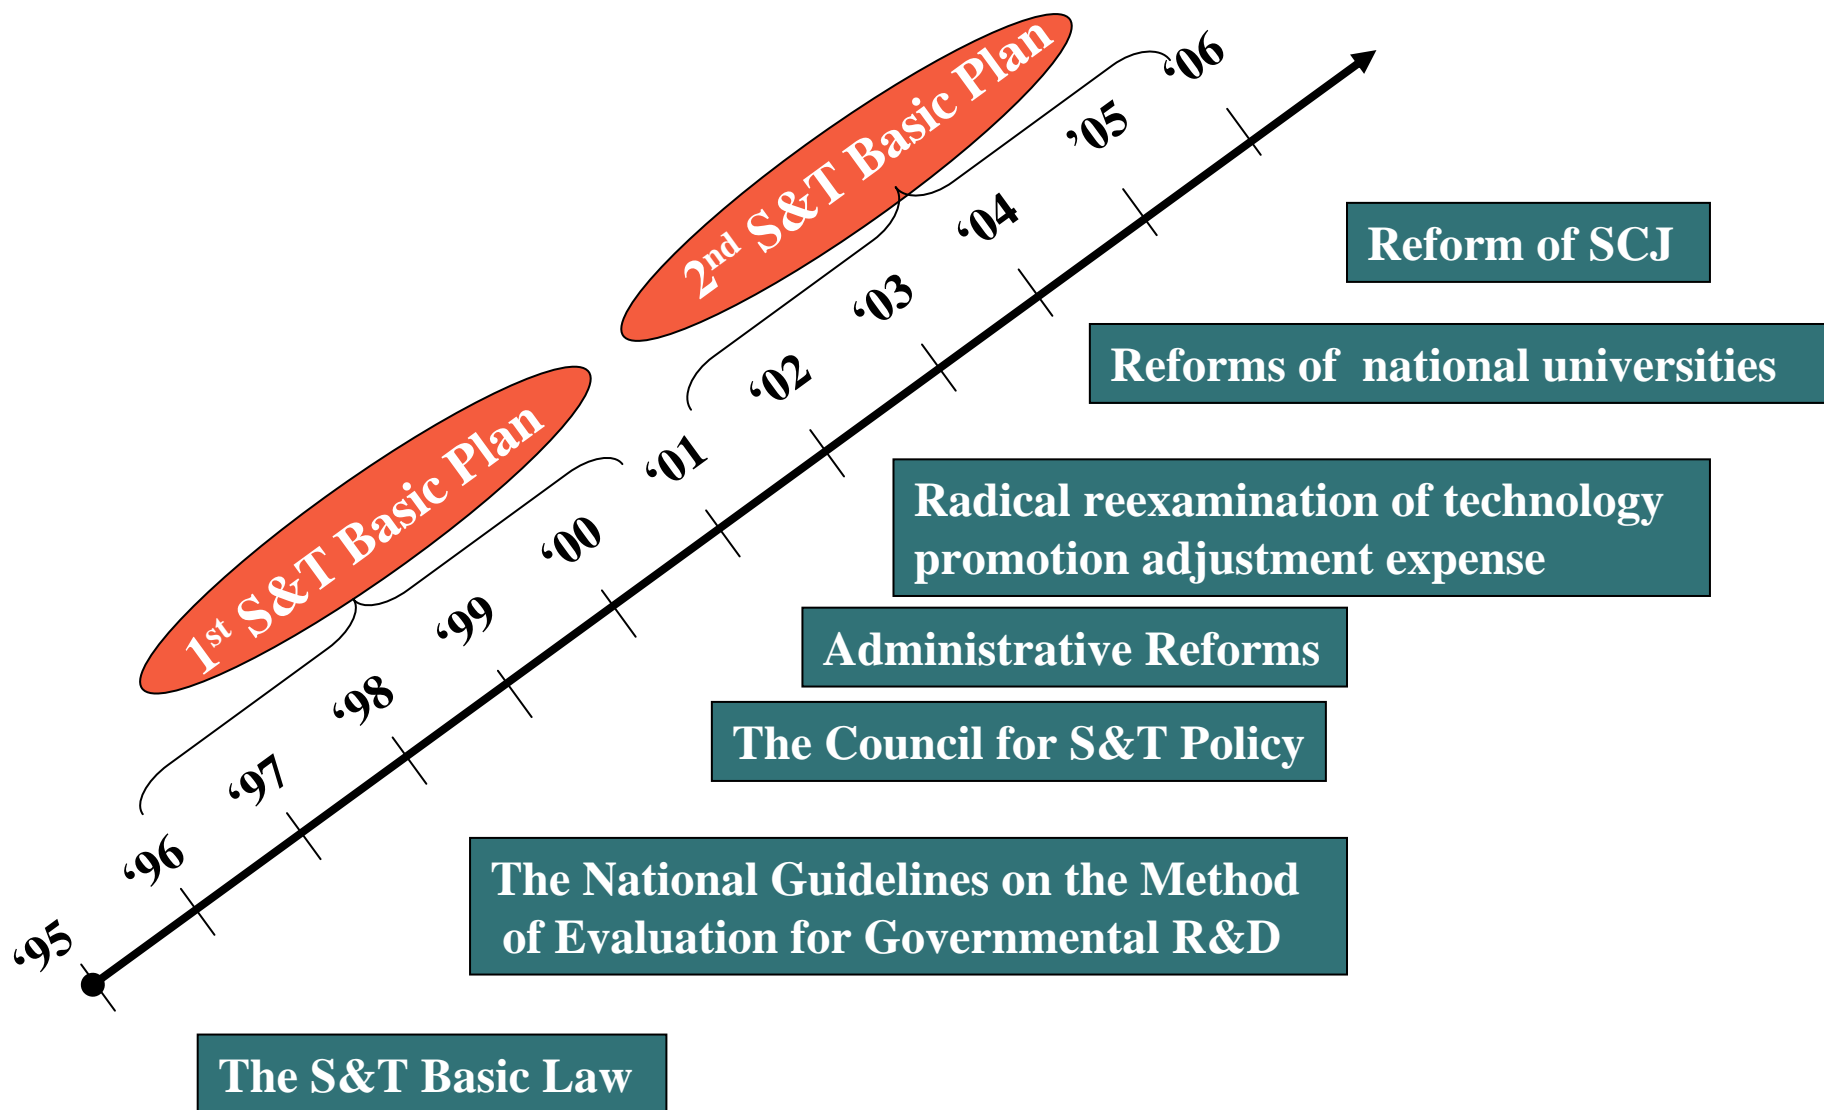 2nd S&T Basic Plan
1st S&T Basic Plan
‘95
‘96
‘97
‘98
‘99
‘00
‘01
‘02
‘03
‘04
’05
‘06
Reform of SCJ
Reforms of  national universities
Radical reexamination of technology
promotion adjustment expense
Administrative Reforms
The Council for S&T Policy
The National Guidelines on the Method
of Evaluation for Governmental R&D
The S&T Basic Law